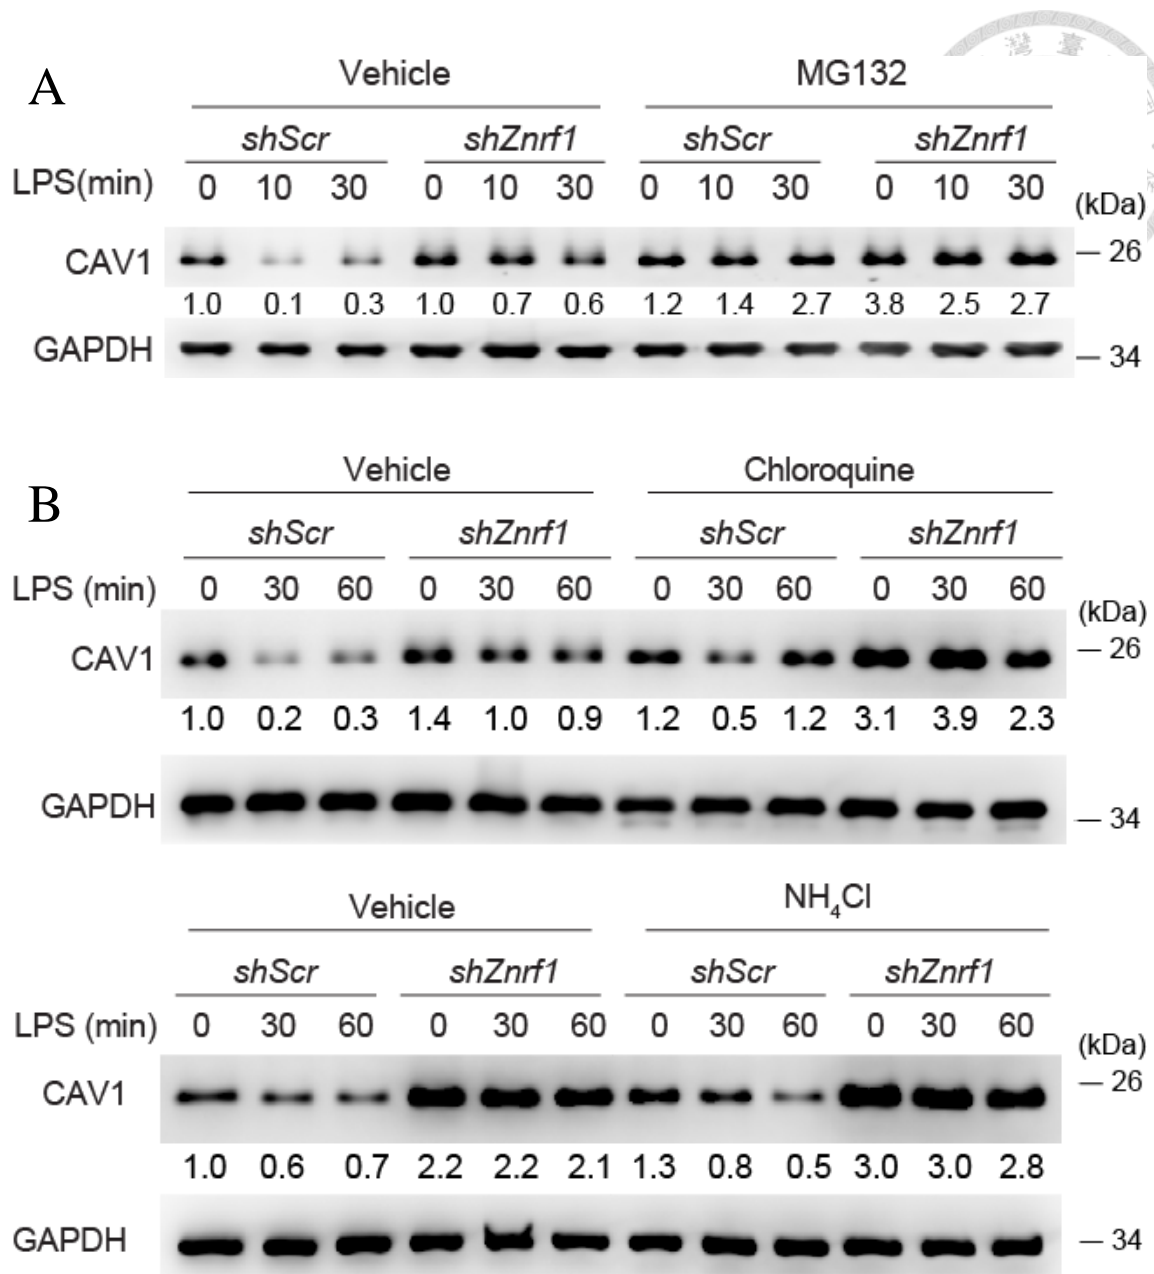 灣 臺
A
Vehicle MG132
shScr shZnrf1 shScr shZnrf1
LPS(min) 0 10 30 0 10 30 0 10 30 0 10 30
(kDa)
CAV1 — 26
1.0 0.1 0.3 1.0 0.7 0.6 1.2 1.4 2.7 3.8 2.5 2.7
GAPDH — 34
Vehicle Chloroquine
B
shScr shZnrf1 shScr shZnrf1
LPS (min) 0 30 60 0 30 60 0 30 60 0 30 60
(kDa)
CAV1 — 26
1.0 0.2 0.3 1.4 1.0 0.9 1.2 0.5 1.2 3.1 3.9 2.3
GAPDH — 34
Vehicle NH₄Cl
shScr shZnrf1 shScr shZnrf1
LPS (min) 0 30 60 0 30 60 0 30 60 0 30 60
(kDa)
CAV1 — 26
1.0 0.6 0.7 2.2 2.2 2.1 1.3 0.8 0.5 3.0 3.0 2.8
GAPDH — 34